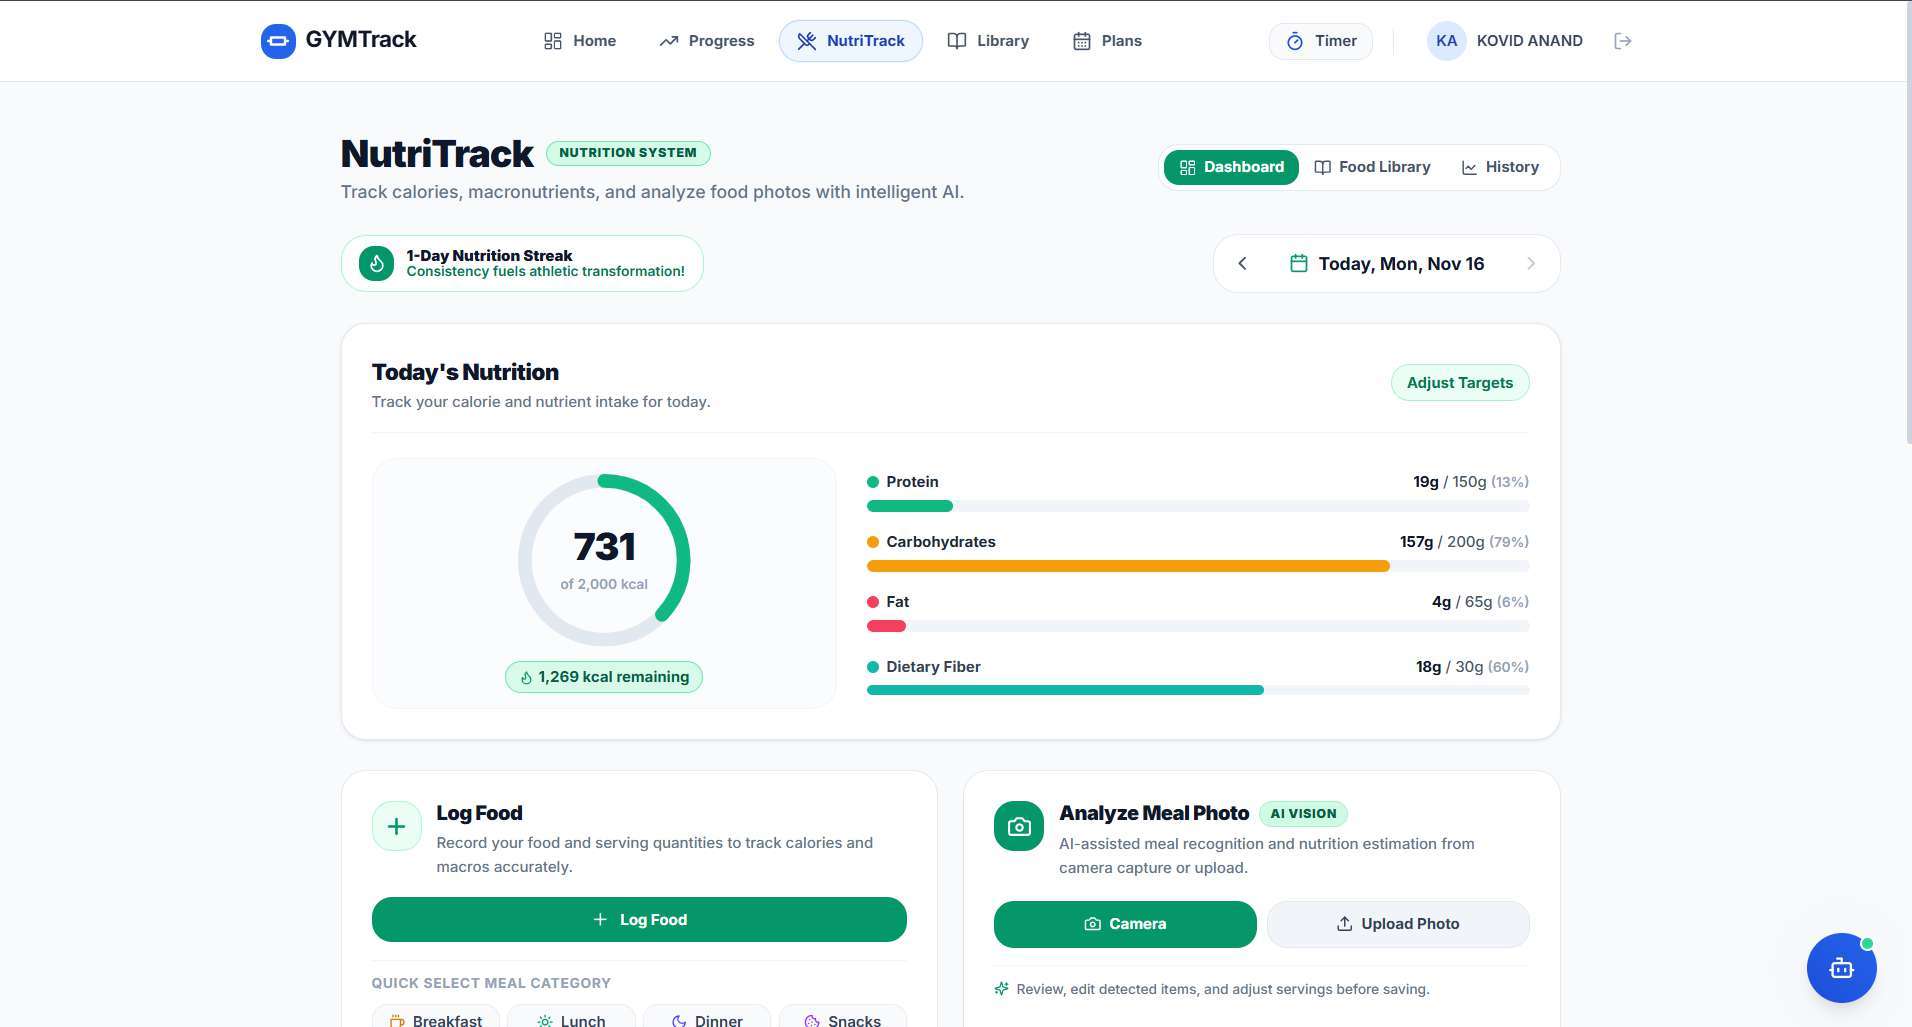 GYMTrack
Home
Progress
NutriTrack
Library
Plans
Timer
KA
KOVID ANAND
NutriTrack
NUTRITION SYSTEM
Track calories, macronutrients, and analyze food photos with intelligent AI.
Dashboard
Food Library
History
1-Day Nutrition Streak
Consistency fuels athletic transformation!
Today, Mon, Nov 16
Today's Nutrition
Track your calorie and nutrient intake for today.
Adjust Targets
731
of 2,000 kcal
1,269 kcal remaining
Protein
19g / 150g (13%)
Carbohydrates
157g / 200g (79%)
Fat
4g / 65g (6%)
Dietary Fiber
18g / 30g (60%)
Log Food
Record your food and serving quantities to track calories and
macros accurately.
Log Food
QUICK SELECT MEAL CATEGORY
Breakfast
Lunch
Dinner
Snacks
Analyze Meal Photo
AI VISION
AI-assisted meal recognition and nutrition estimation from
camera capture or upload.
Camera
Upload Photo
Review, edit detected items, and adjust servings before saving.